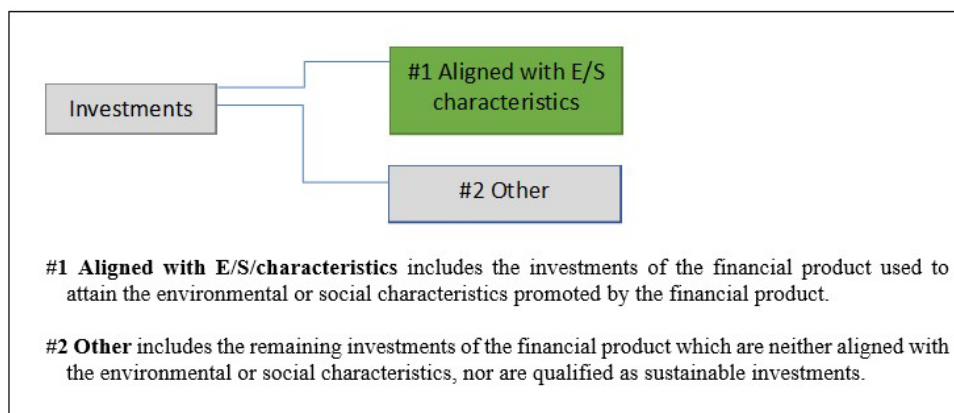 #1 Aligned with E/S
characteristics
Investments
#2 Other
#1 Aligned with E/S/characteristics includes the investments of the financial product used to
attain the environmental or social characteristics promoted by the financial product.
#2 Other includes the remaining investments of the financial product which are neither aligned with
the environmental or social characteristics, nor are qualified as sustainable investments.